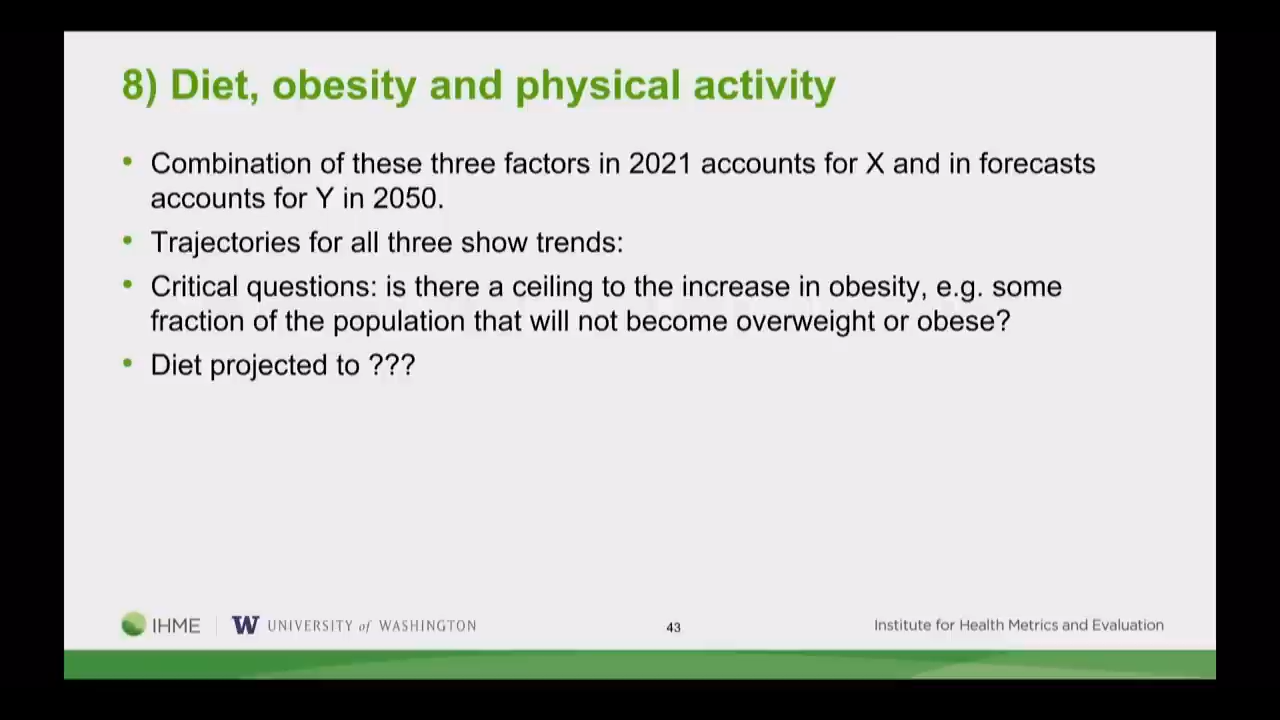 8) Diet, obesity and physical activity
• Combination of these three factors in 2021 accounts for X and in forecasts
accounts for Y in 2050.
• Trajectories for all three show trends:
• Critical questions: is there a ceiling to the increase in obesity, e.g. some
fraction of the population that will not become overweight or obese?
• Diet projected to ???
IHME | W UNIVERSITY of WASHINGTON
43
Institute for Health Metrics and Evaluation